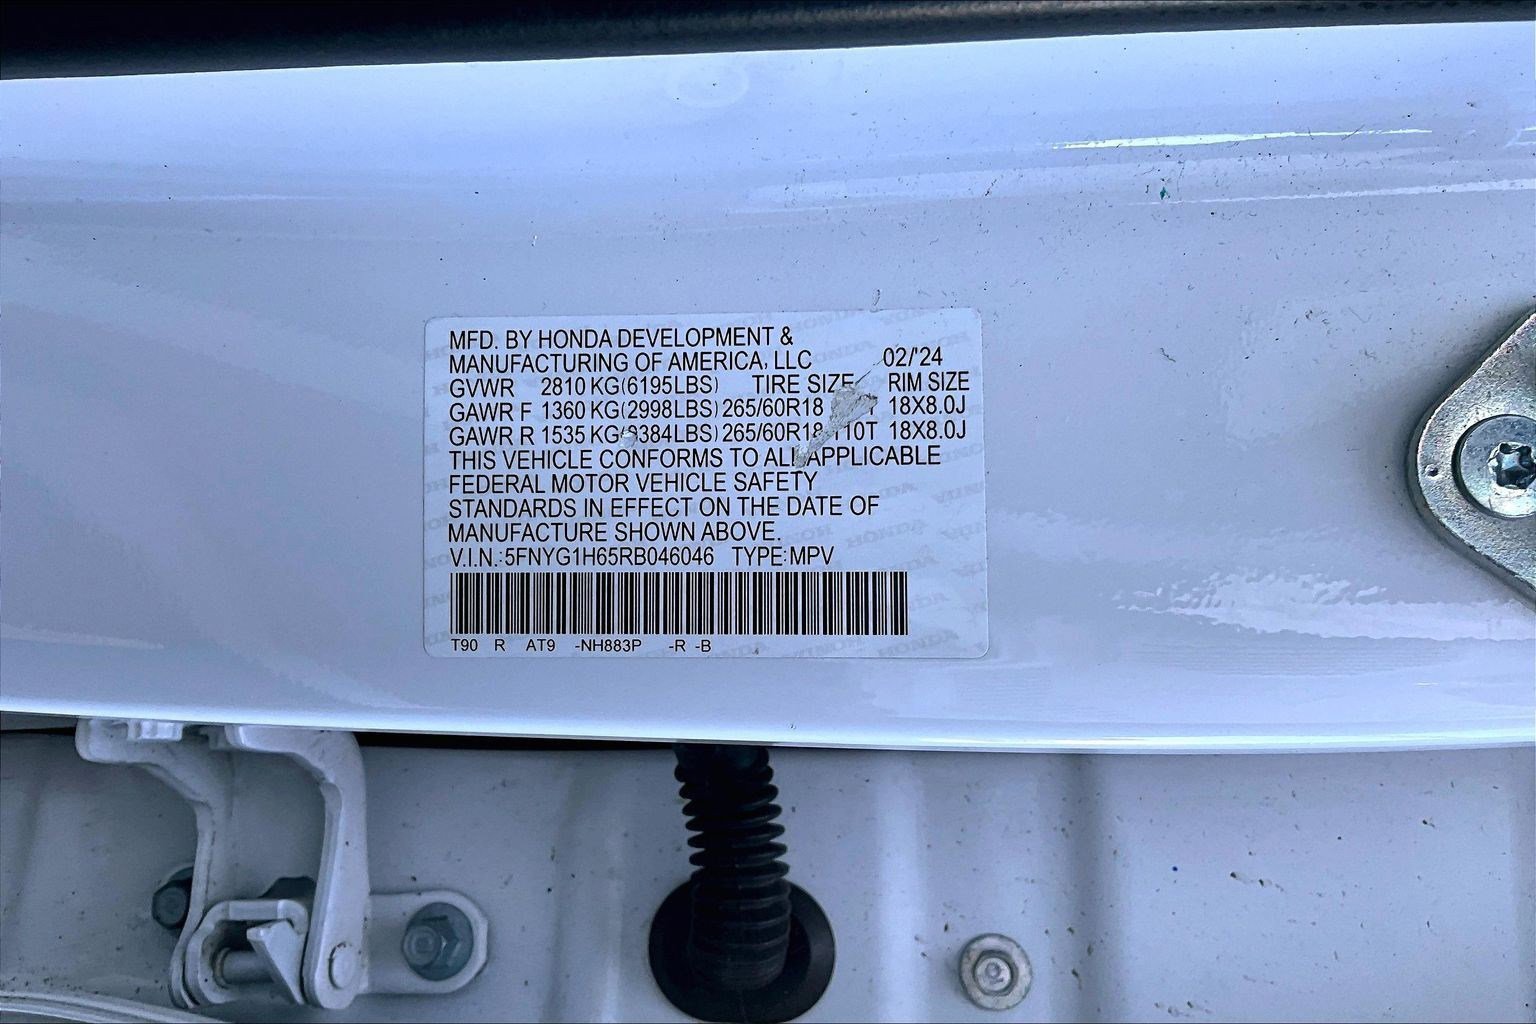 MFD. BY HONDA DEVELOPMENT &
MANUFACTURING OF AMERICA, LLC 02/'24
GVWR 2810 KG(6195LBS) TIRE SIZE RIM SIZE
GAWR F 1360 KG(2998LBS) 265/60R18 18X8.0J
GAWR R 1535 KG(3384LBS) 265/60R18 110T 18X8.0J
THIS VEHICLE CONFORMS TO ALL APPLICABLE
FEDERAL MOTOR VEHICLE SAFETY
STANDARDS IN EFFECT ON THE DATE OF
MANUFACTURE SHOWN ABOVE.
V.I.N.:5FNYG1H65RB046046 TYPE:MPV
T90 R AT9 -NH883P -R -B